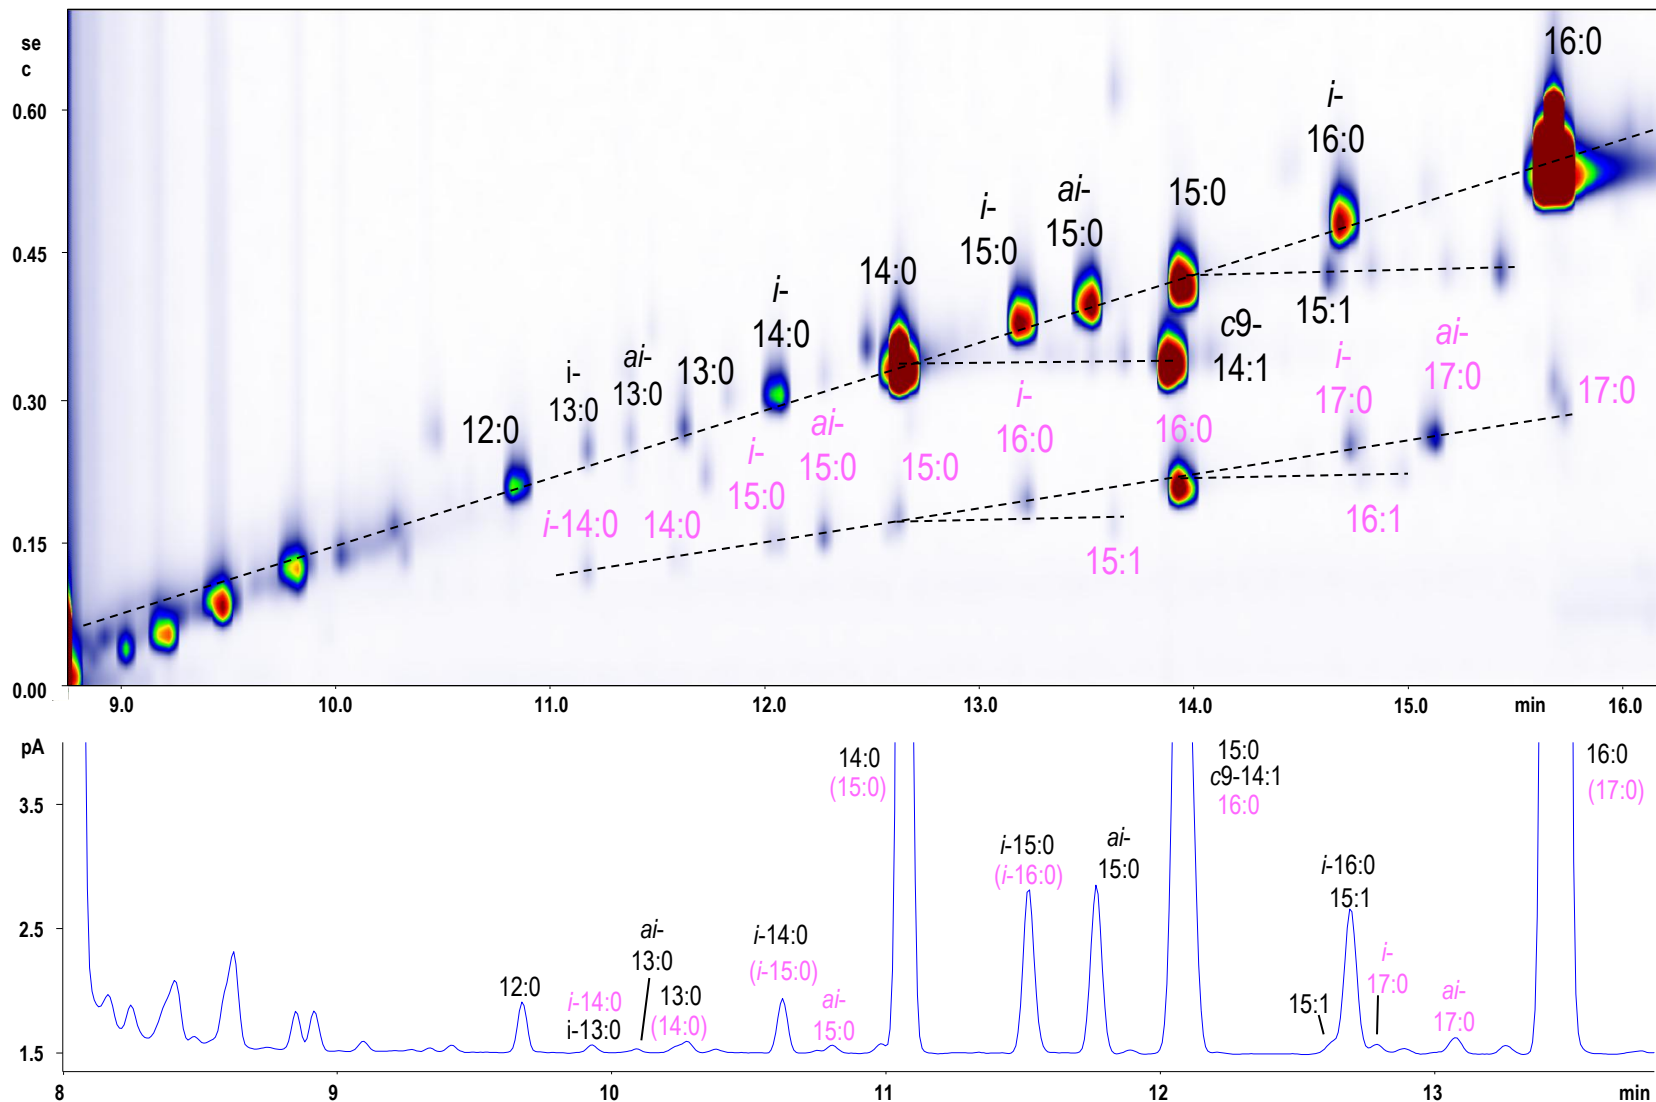 se
c
0.60
0.45
0.30
0.15
0.00
16:0
i-
16:0
15:0
ai-
15:0
i-
15:0
14:0
i-
14:0
c9-
14:1
15:1
13:0
ai-
13:0
i-
13:0
12:0
i-
17:0
ai-
17:0
17:0
i-
16:0
16:0
ai-
15:0
15:0
i-
15:0
i-14:0
14:0
15:1
16:1
9.0
10.0
11.0
12.0
13.0
14.0
15.0
min
16.0
pA
3.5
2.5
1.5
12:0
i-14:0
i-13:0
ai-
13:0
13:0
(14:0)
i-14:0
(i-15:0)
ai-
15:0
14:0
(15:0)
i-15:0
(i-16:0)
ai-
15:0
15:0
c9-14:1
16:0
i-16:0
15:1
15:1
i-
17:0
ai-
17:0
16:0
(17:0)
8
9
10
11
12
13
min